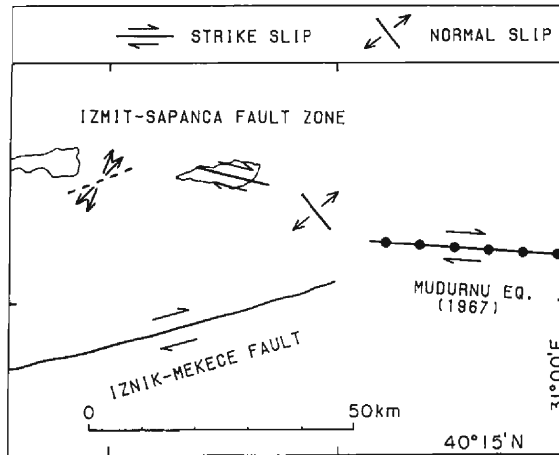 STRIKE SLIP
NORMAL SLIP
IZMIT-SAPANCA FAULT ZONE
MUDURNU EQ.
(1967)
IZNIK-MEKECE FAULT
31°00'E
0
50km
40°15'N